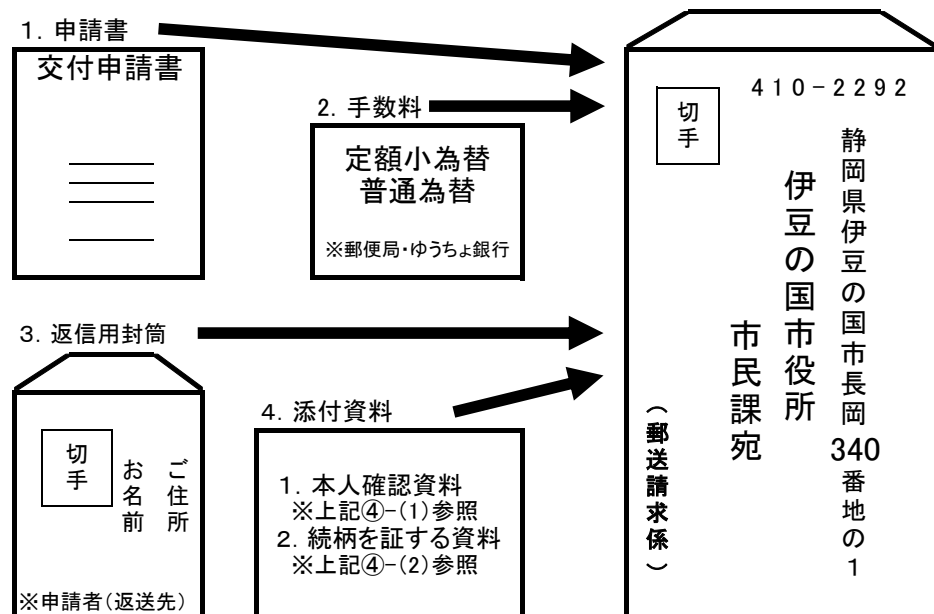 1．申請書
交付申請書
2．手数料
定額小為替
普通為替
※郵便局・ゆうちょ銀行
3．返信用封筒
切手
ご住所
お名前
※申請者（返送先）
4．添付資料
1．本人確認資料
※上記④-(1)参照
2．続柄を証する資料
※上記④-(2)参照
410-2292
切手
静岡県伊豆の国市長岡340番地の1
伊豆の国市役所
市民課宛
（郵送請求係）